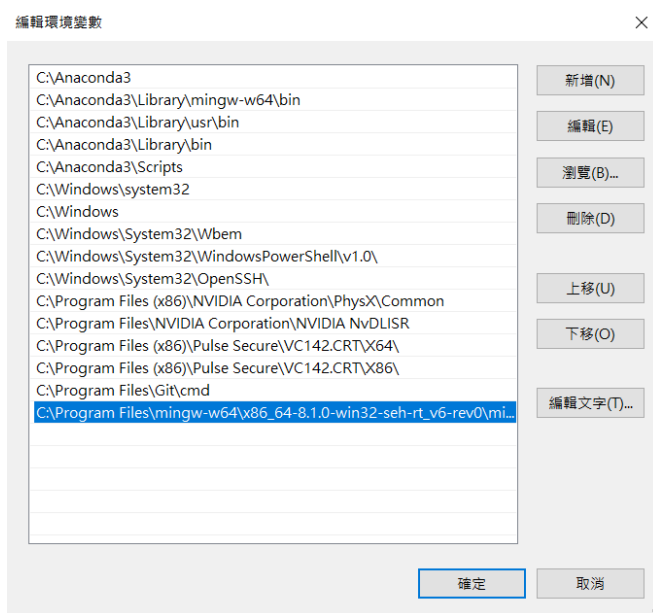 編輯環境變數
C:\Anaconda3
C:\Anaconda3\Library\mingw-w64\bin
C:\Anaconda3\Library\usr\bin
C:\Anaconda3\Library\bin
C:\Anaconda3\Scripts
C:\Windows\system32
C:\Windows
C:\Windows\System32\Wbem
C:\Windows\System32\WindowsPowerShell\v1.0\
C:\Windows\System32\OpenSSH\
C:\Program Files (x86)\NVIDIA Corporation\PhysX\Common
C:\Program Files\NVIDIA Corporation\NVIDIA NvDLISR
C:\Program Files (x86)\Pulse Secure\VC142.CRT\X64\
C:\Program Files (x86)\Pulse Secure\VC142.CRT\X86\
C:\Program Files\Git\cmd
C:\Program Files\mingw-w64\x86_64-8.1.0-win32-seh-rt_v6-rev0\mi...
新增(N)
編輯(E)
瀏覽(B)...
刪除(D)
上移(U)
下移(O)
編輯文字(T)...
確定
取消